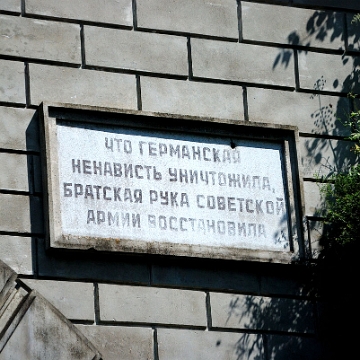 ЧТО ГЕРМАНСКАЯ
НЕНАВИСТЬ УНИЧТОЖИЛА,
БРАТСКАЯ РУКА СОВЕТСКОЙ
АРМИИ ВОССТАНОВИЛА